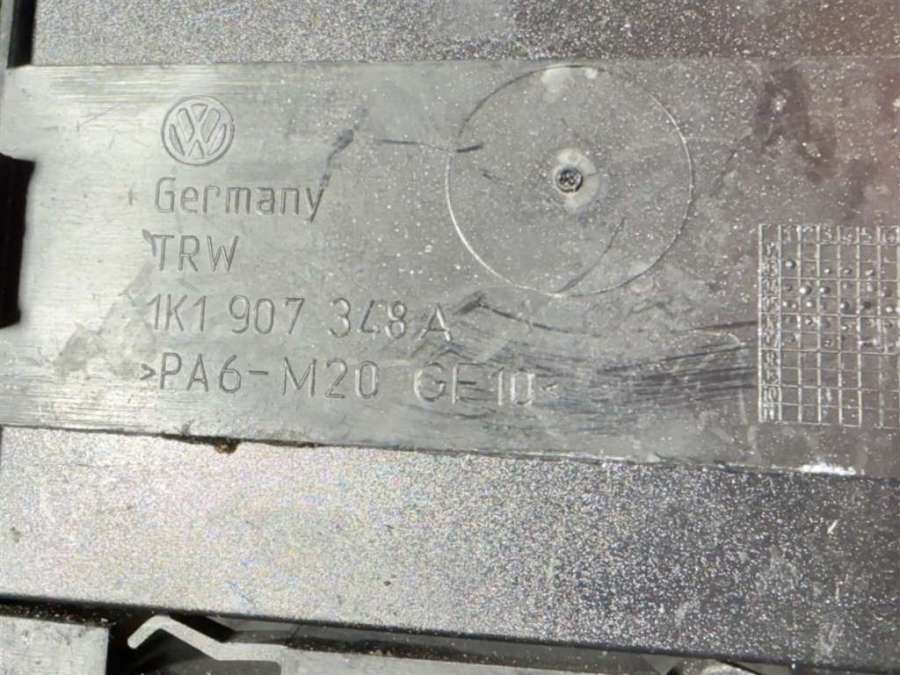 Germany
TRW
1K1 907 348 A
>PA6-M20 GF10<